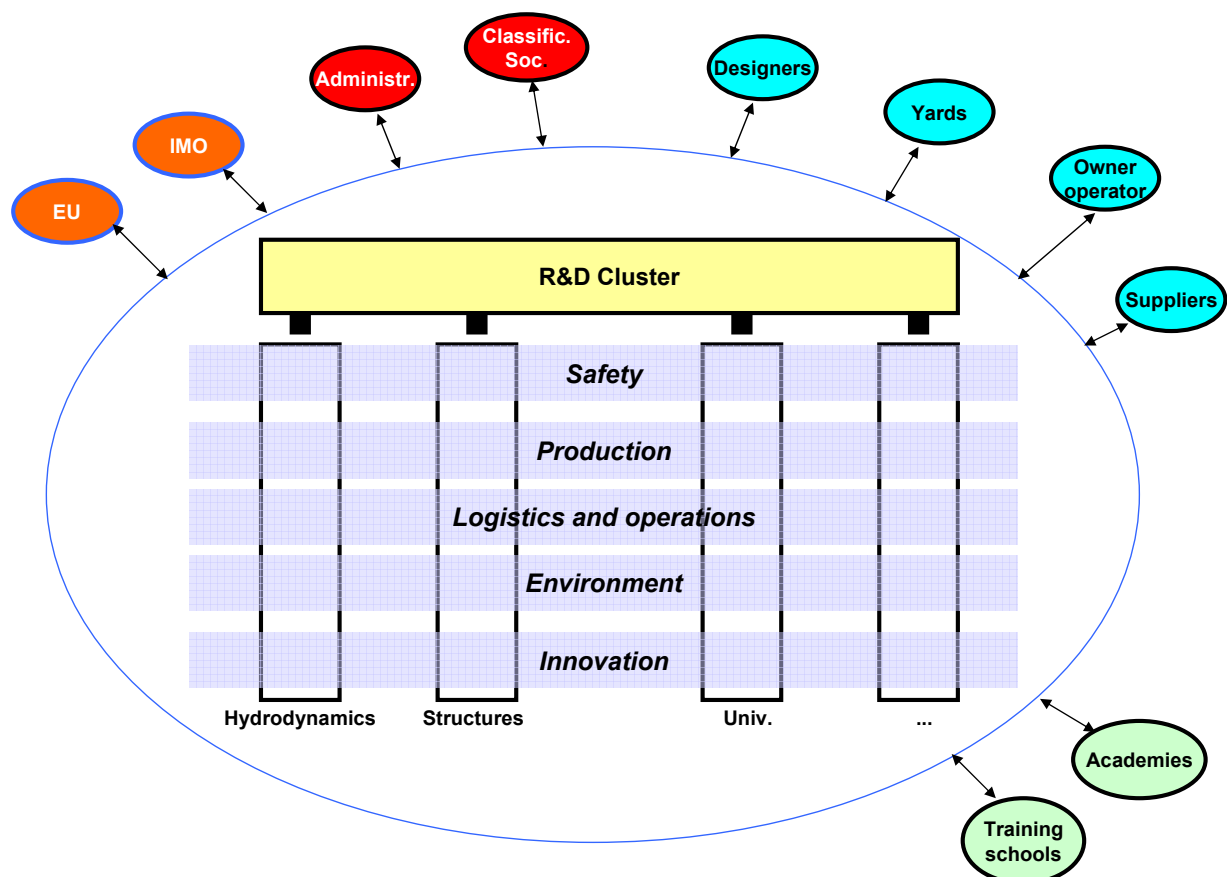 Classific.
Soc.
Administr.
Designers
Yards
IMO
Owner
operator
EU
R&D Cluster
Suppliers
Safety
Production
Logistics and operations
Environment
Innovation
Hydrodynamics
Structures
Univ.
...
Academies
Training
schools